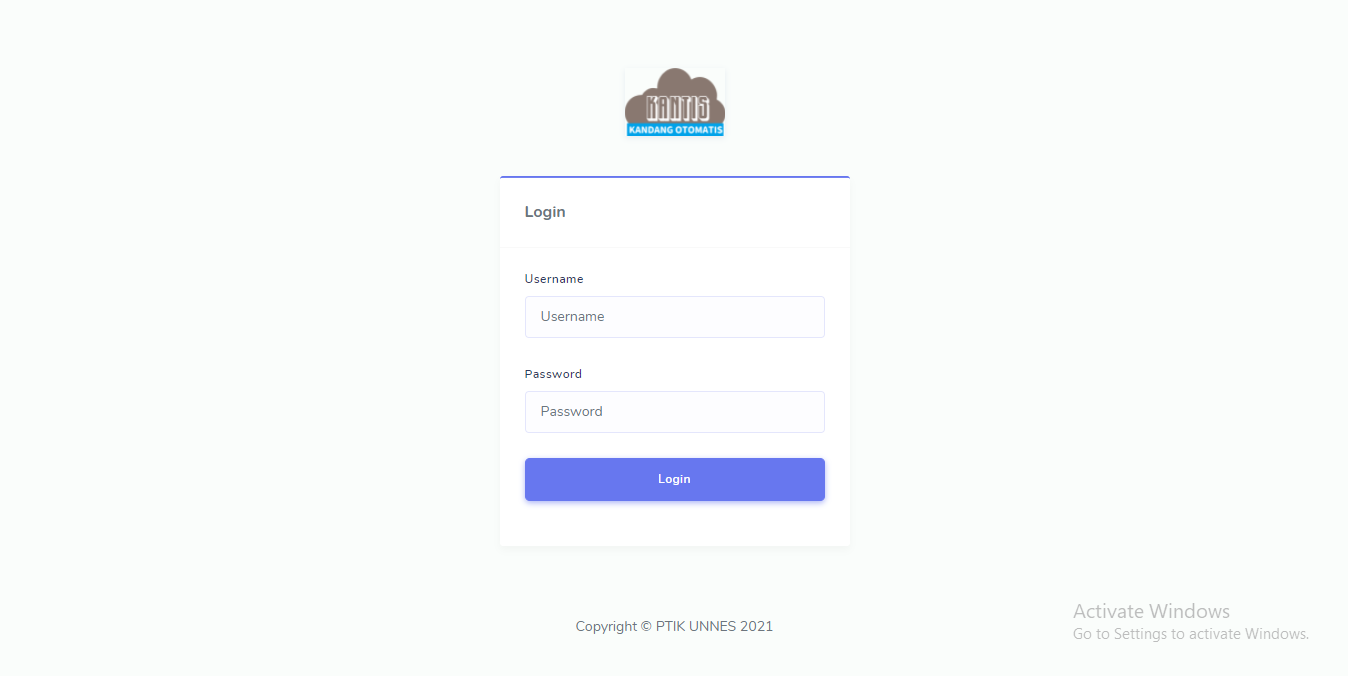 KANTIS
KANDANG OTOMATIS
Login
Username
Username
Password
Password
Login
Copyright © PTIK UNNES 2021
Activate Windows
Go to Settings to activate Windows.